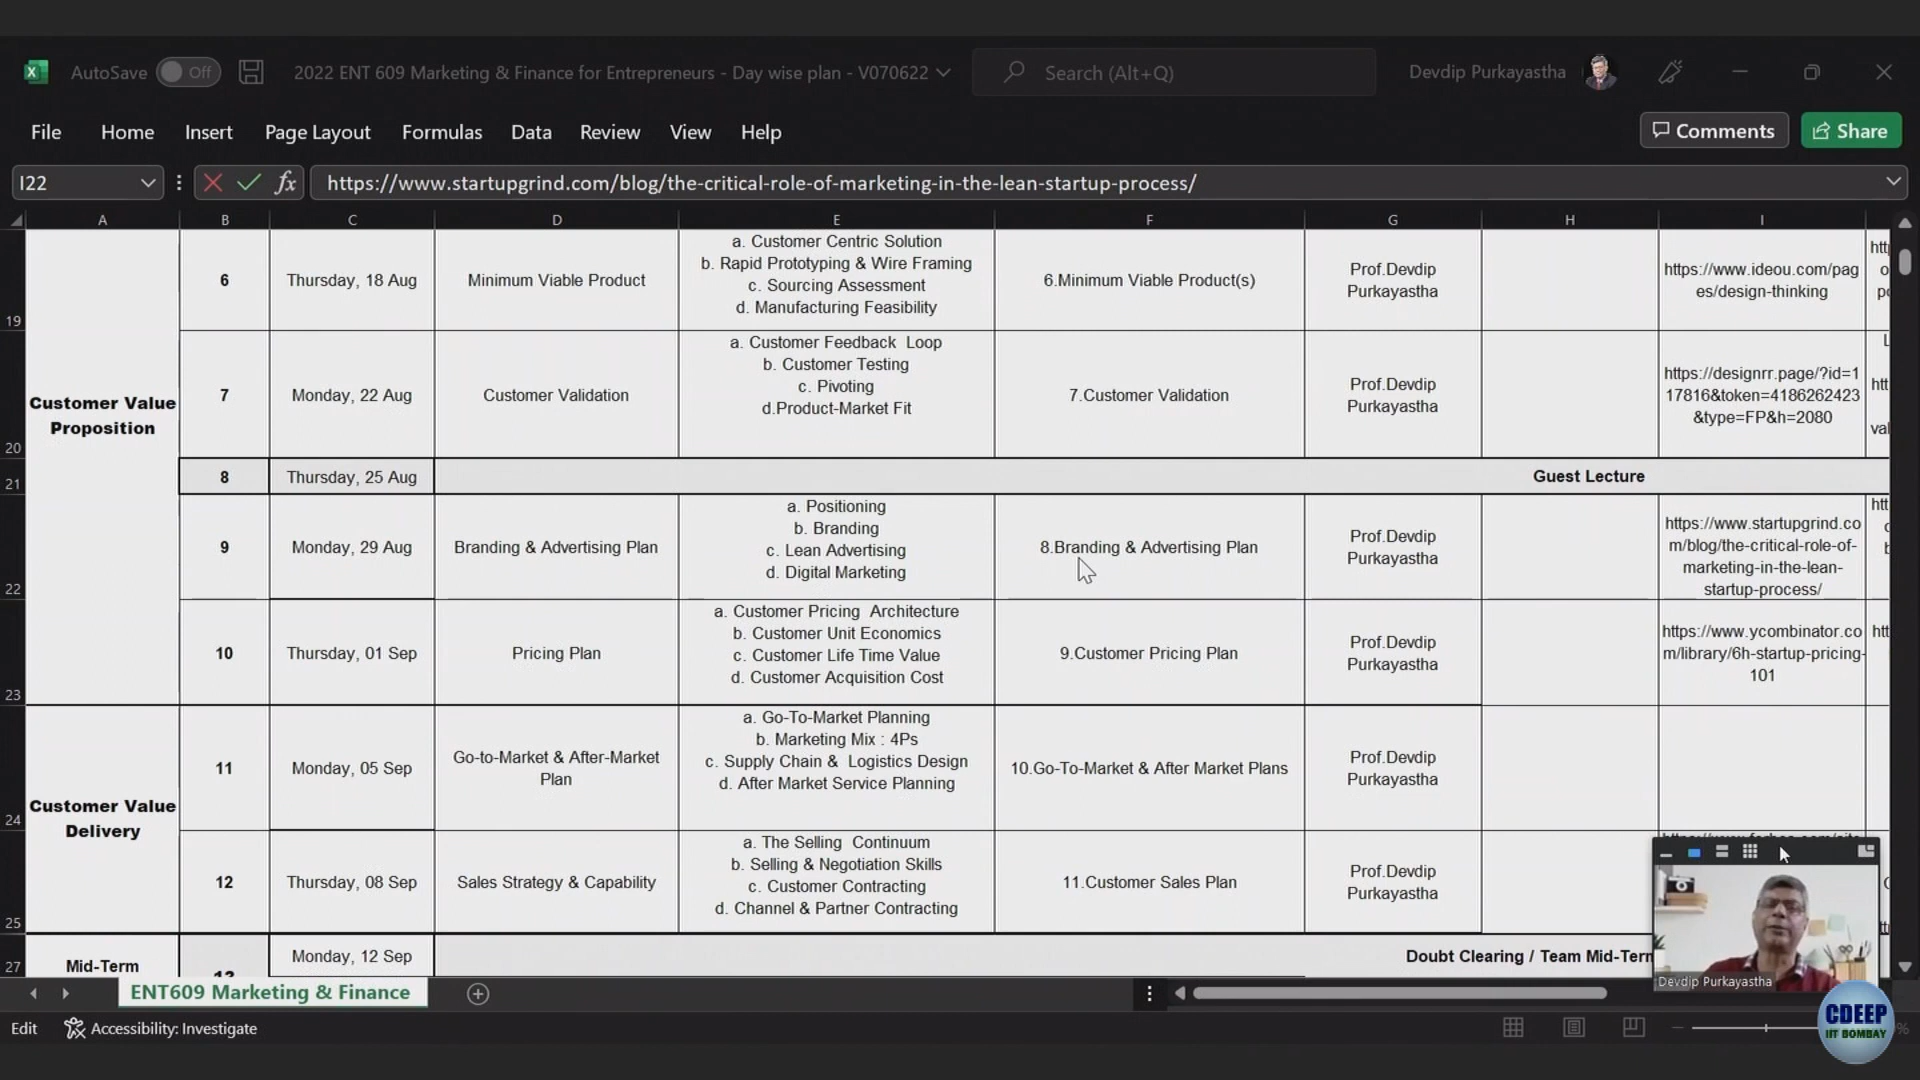 AutoSave Off 2022 ENT 609 Marketing & Finance for Entrepreneurs - Day wise plan - V070622 Search (Alt+Q) Devdip Purkayastha
File Home Insert Page Layout Formulas Data Review View Help Comments Share
I22 fx https://www.startupgrind.com/blog/the-critical-role-of-marketing-in-the-lean-startup-process/
A B C D E F G H I
19
Customer Value
Proposition
6 Thursday, 18 Aug Minimum Viable Product
a. Customer Centric Solution
b. Rapid Prototyping & Wire Framing
c. Sourcing Assessment
d. Manufacturing Feasibility
6.Minimum Viable Product(s)
Prof.Devdip
Purkayastha
https://www.ideou.com/pag
es/design-thinking
20
7 Monday, 22 Aug Customer Validation
a. Customer Feedback Loop
b. Customer Testing
c. Pivoting
d.Product-Market Fit
7.Customer Validation
Prof.Devdip
Purkayastha
https://designrr.page/?id=1
17816&token=4186262423
&type=FP&h=2080
21
8 Thursday, 25 Aug Guest Lecture
22
9 Monday, 29 Aug Branding & Advertising Plan
a. Positioning
b. Branding
c. Lean Advertising
d. Digital Marketing
8.Branding & Advertising Plan
Prof.Devdip
Purkayastha
https://www.startupgrind.co
m/blog/the-critical-role-of-
marketing-in-the-lean-
startup-process/
23
10 Thursday, 01 Sep Pricing Plan
a. Customer Pricing Architecture
b. Customer Unit Economics
c. Customer Life Time Value
d. Customer Acquisition Cost
9.Customer Pricing Plan
Prof.Devdip
Purkayastha
https://www.ycombinator.co
m/library/6h-startup-pricing-
101
24
Customer Value
Delivery
11 Monday, 05 Sep
Go-to-Market & After-Market
Plan
a. Go-To-Market Planning
b. Marketing Mix : 4Ps
c. Supply Chain & Logistics Design
d. After Market Service Planning
10.Go-To-Market & After Market Plans
Prof.Devdip
Purkayastha
25
12 Thursday, 08 Sep Sales Strategy & Capability
a. The Selling Continuum
b. Selling & Negotiation Skills
c. Customer Contracting
d. Channel & Partner Contracting
11.Customer Sales Plan
Prof.Devdip
Purkayastha
27 Mid-Term Monday, 12 Sep Doubt Clearing / Team Mid-Term
Devdip Purkayastha
ENT609 Marketing & Finance
Edit Accessibility: Investigate
CDEEP
IIT BOMBAY